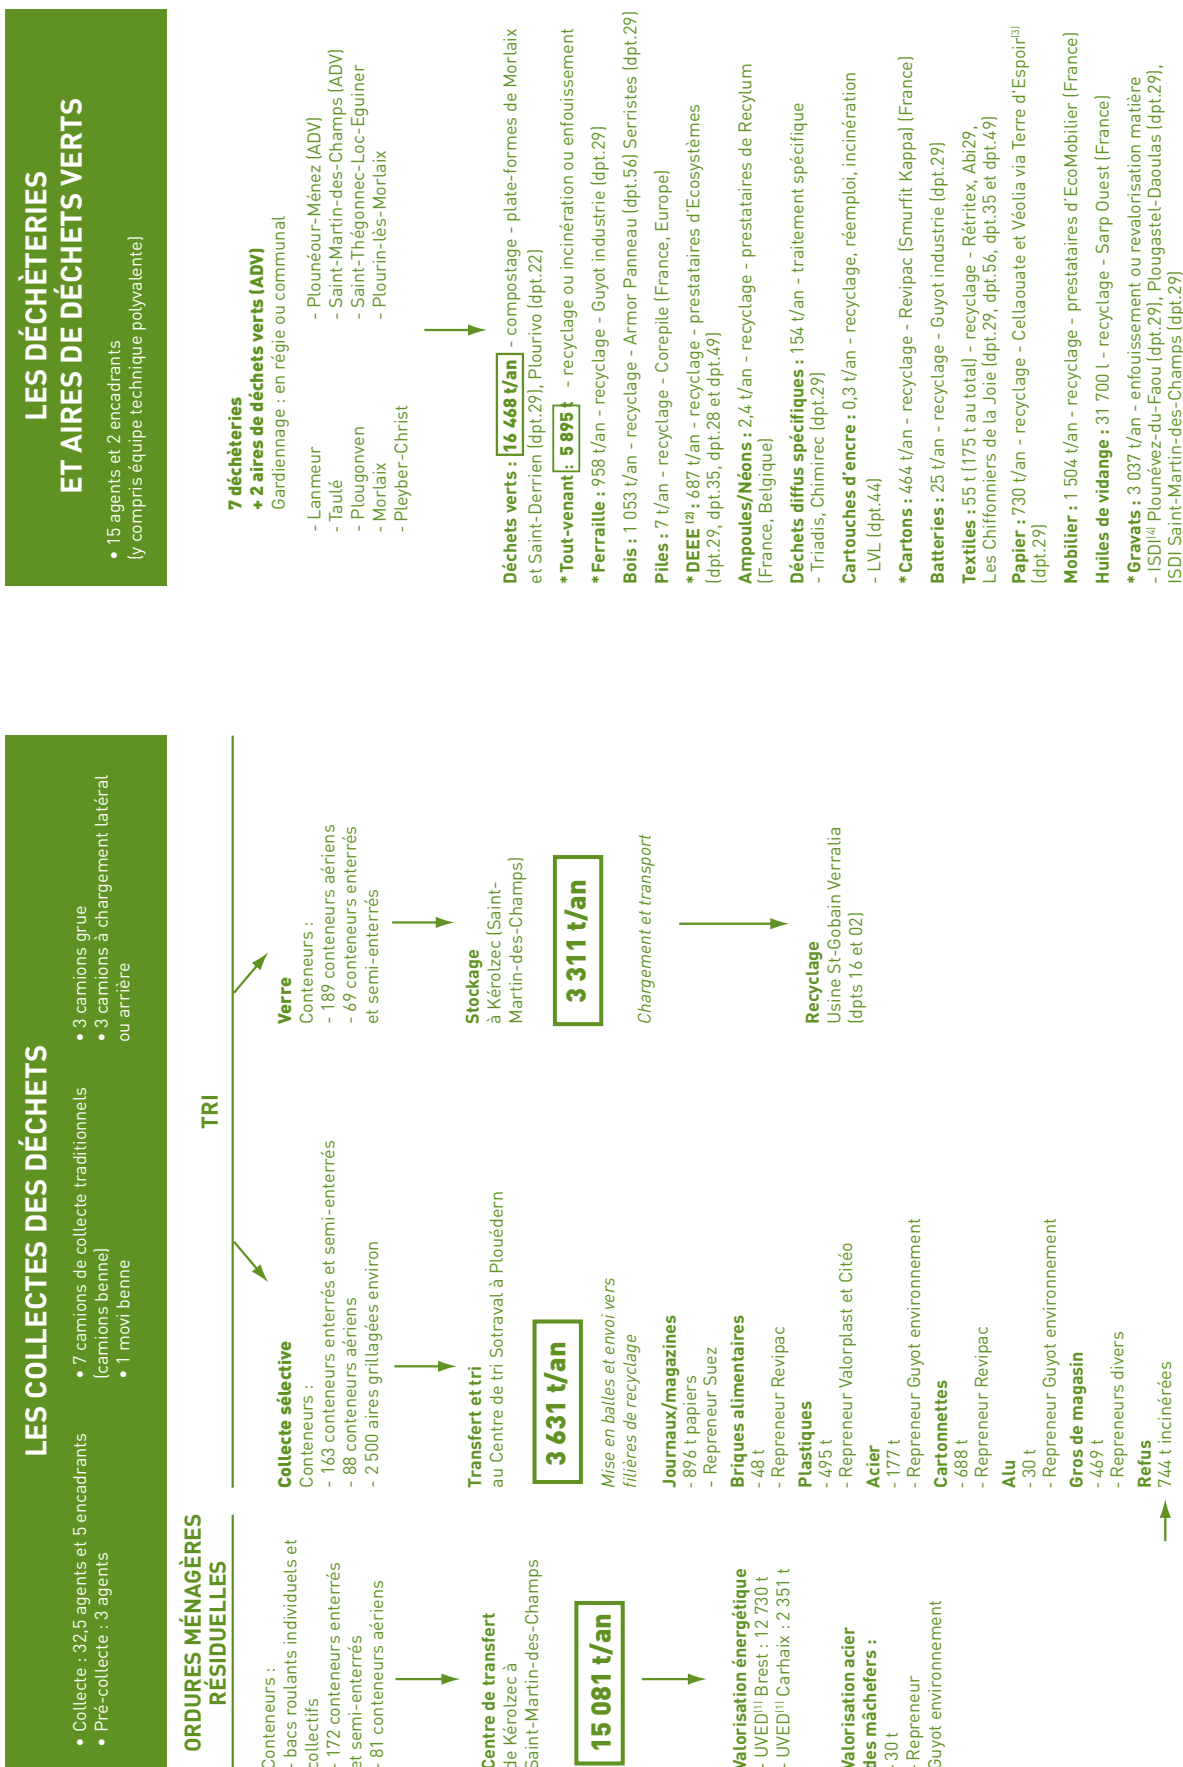 LES COLLECTES DES DÉCHETS
• Collecte : 32,5 agents et 5 encadrants
• Pré-collecte : 3 agents
• 7 camions de collecte traditionnels
(camions benne)
• 1 movi benne
• 3 camions grue
• 3 camions à chargement latéral
ou arrière
ORDURES MÉNAGÈRES
RÉSIDUELLES
Conteneurs :
- bacs roulants individuels et
collectifs
- 172 conteneurs enterrés
et semi-enterrés
- 81 conteneurs aériens
Centre de transfert
de Kérolzec à
Saint-Martin-des-Champs
15 081 t/an
Valorisation énergétique
- UVED(1) Brest : 12 730 t
- UVED(1) Carhaix : 2 351 t
Valorisation acier
des mâchefers :
- 30 t
- Repreneur
Guyot environnement
TRI
Collecte sélective
Conteneurs :
- 163 conteneurs enterrés et semi-enterrés
- 88 conteneurs aériens
- 2 500 aires grillagées environ
Transfert et tri
au Centre de tri Sotraval à Plouédern
3 631 t/an
Mise en balles et envoi vers
filières de recyclage
Journaux/magazines
- 896 t papiers
- Repreneur Suez
Briques alimentaires
- 48 t
- Repreneur Revipac
Plastiques
- 495 t
- Repreneur Valorplast et Citéo
Acier
- 177 t
- Repreneur Guyot environnement
Cartonnettes
- 688 t
- Repreneur Revipac
Alu
- 30 t
- Repreneur Guyot environnement
Gros de magasin
- 469 t
- Repreneurs divers
Refus
744 t incinérées
Verre
Conteneurs :
- 189 conteneurs aériens
- 69 conteneurs enterrés
et semi-enterrés
Stockage
à Kérolzec (Saint-
Martin-des-Champs)
3 311 t/an
Chargement et transport
Recyclage
Usine St-Gobain Verralia
(dpts 16 et 02)
LES DÉCHÈTERIES
ET AIRES DE DÉCHETS VERTS
• 15 agents et 2 encadrants
(y compris équipe technique polyvalente)
7 déchèteries
+ 2 aires de déchets verts (ADV)
Gardiennage : en régie ou communal
- Lanmeur
- Taulé
- Plougonven
- Morlaix
- Pleyber-Christ
- Plounéour-Ménez (ADV)
- Saint-Martin-des-Champs (ADV)
- Saint-Thégonnec-Loc-Eguiner
- Plourin-lès-Morlaix
Déchets verts : 16 468 t/an - compostage - plate-formes de Morlaix
et Saint-Derrien (dpt.29), Plourivo (dpt.22)
*Tout-venant : 5 895 t - recyclage ou incinération ou enfouissement
*Ferraille : 958 t/an - recyclage - Guyot industrie (dpt.29)
Bois : 1 053 t/an - recyclage - Armor Panneau (dpt.56) Serristes (dpt.29)
Piles : 7 t/an - recyclage - Corepile (France, Europe)
*DEEE (2) : 687 t/an - recyclage - prestataires d'Ecosystèmes
(dpt.29, dpt.35, dpt.28 et dpt.49)
Ampoules/Néons : 2,4 t/an - recyclage - prestataires de Recylum
(France, Belgique)
Déchets diffus spécifiques : 154 t/an - traitement spécifique
- Triadis, Chimirec (dpt.29)
Cartouches d'encre : 0,3 t/an - recyclage, réemploi, incinération
- LVL (dpt.44)
*Cartons : 464 t/an - Revipac (Smurfit Kappa) (France)
Batteries : 25 t/an - recyclage - Guyot industrie (dpt.29)
Textiles : 55 t (175 t au total) - recyclage - Rétritex, Abi29,
Les Chiffonniers de la Joie (dpt.29, dpt.56, dpt.35 et dpt.49)
Papier : 730 t/an - recyclage - Cellaouate et Véolia via Terre d'Espoir(3)
(dpt.29)
Mobilier : 1 504 t/an - recyclage - prestataires d'EcoMobilier (France)
Huiles de vidange : 31 700 l - recyclage - Sarp Ouest (France)
*Gravats : 3 037 t/an - enfouissement ou revalorisation matière
- ISDI(4) Plounévez-du-Faou (dpt.29), Plougastel-Daoulas (dpt.29),
ISDI Saint-Martin-des-Champs (dpt.29)